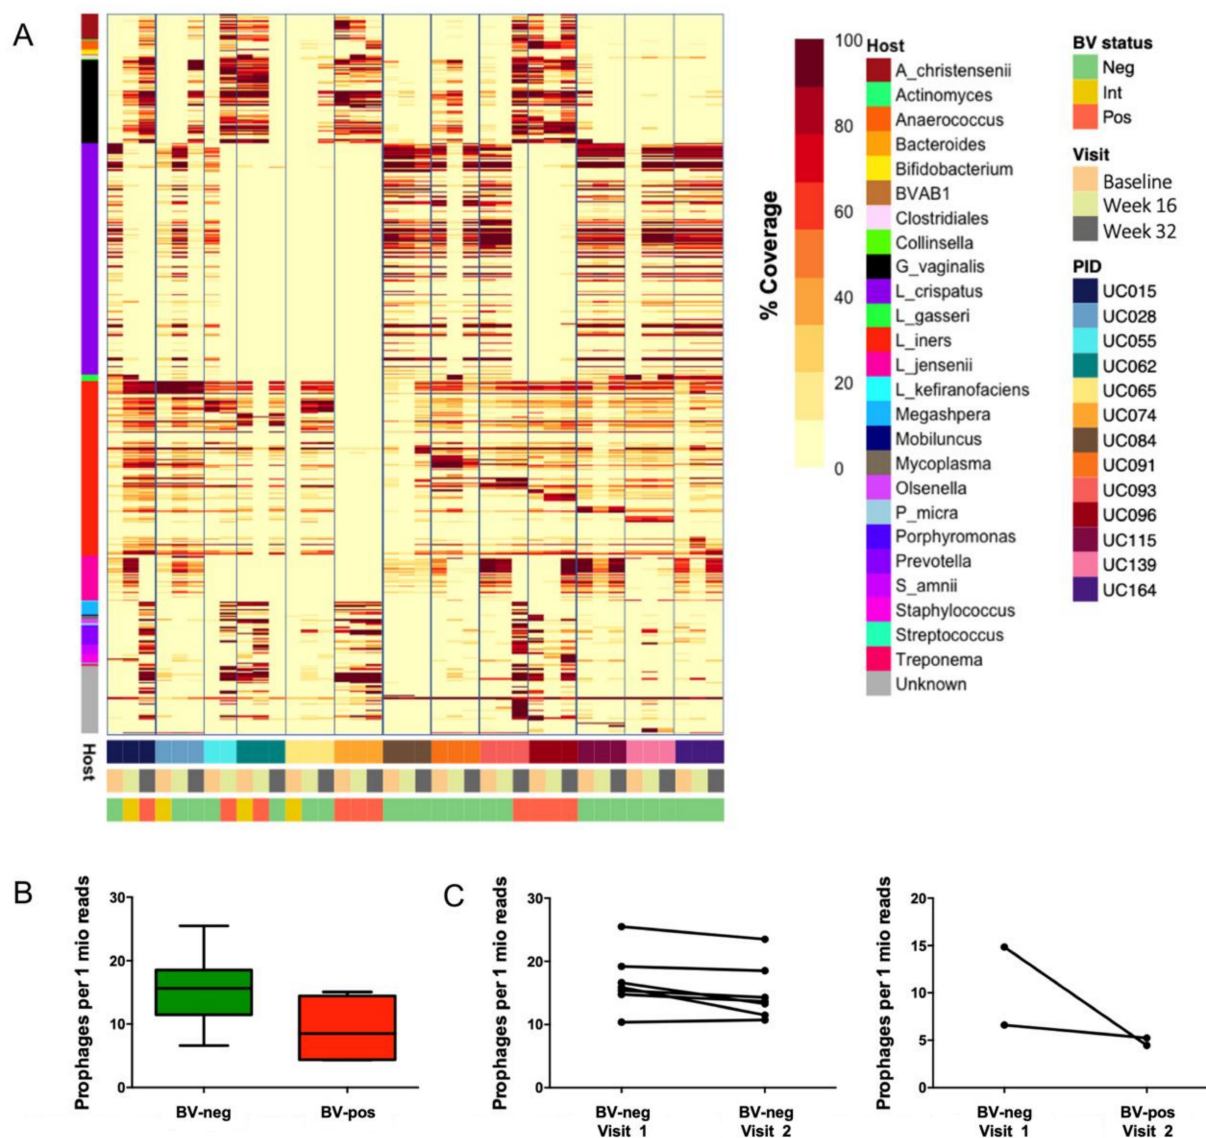 A
100
80
60
40
20
0
% Coverage
Host
A_christensenii
Actinomyces
Anaerococcus
Bacteroides
Bifidobacterium
BVAB1
Clostridiales
Collinsella
G_vaginalis
L_crispatus
L_gasseri
L_iners
L_jensenii
L_kefiranofaciens
Megashpera
Mobiluncus
Mycoplasma
Olsenella
P_micra
Porphyromonas
Prevotella
S_amnii
Staphylococcus
Streptococcus
Treponema
Unknown
BV status
Neg
Int
Pos
Visit
Baseline
Week 16
Week 32
PID
UC015
UC028
UC055
UC062
UC065
UC074
UC084
UC091
UC093
UC096
UC115
UC139
UC164
Host
B
Prophages per 1 mio reads
30
20
10
0
BV-neg
BV-pos
C
Prophages per 1 mio reads
30
20
10
0
BV-neg
Visit 1
BV-neg
Visit 2
Prophages per 1 mio reads
20
15
10
5
0
BV-neg
Visit 1
BV-pos
Visit 2